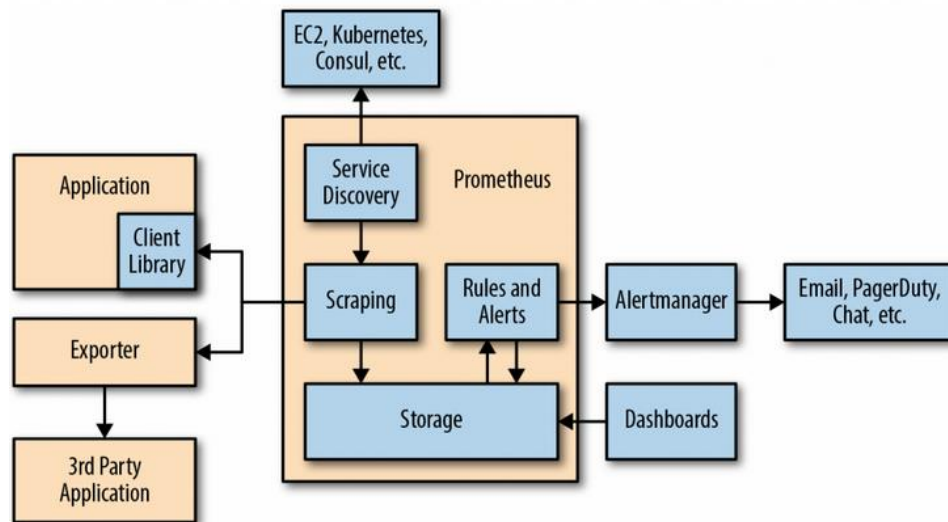 EC2, Kubernetes,
Consul, etc.
Application
Client
Library
Service
Discovery
Prometheus
Scraping
Rules and
Alerts
Alertmanager
Email, PagerDuty,
Chat, etc.
Exporter
Storage
Dashboards
3rd Party
Application